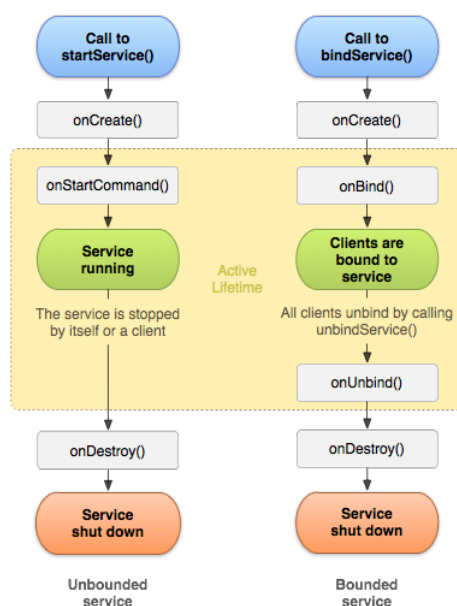 Call to
startService()
onCreate()
onStartCommand()
Service
running
The service is stopped
by itself or a client
onDestroy()
Service
shut down
Unbounded
service
Active
Lifetime
Call to
bindService()
onCreate()
onBind()
Clients are
bound to
service
All clients unbind by calling
unbindService()
onUnbind()
onDestroy()
Service
shut down
Bounded
service